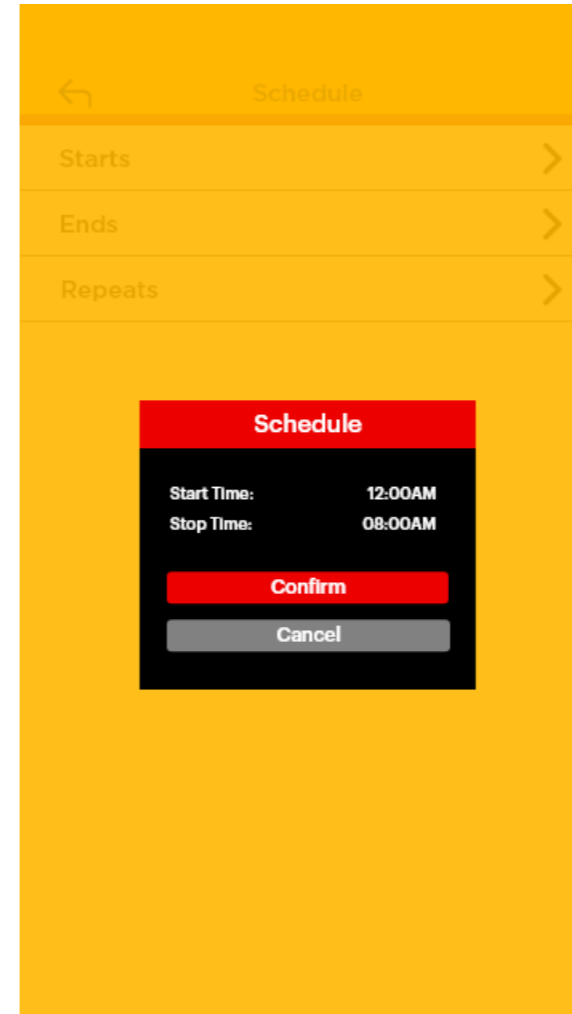 Schedule
Starts
Ends
Repeats
Schedule
Start Time: 12:00AM
Stop Time: 08:00AM
Confirm
Cancel